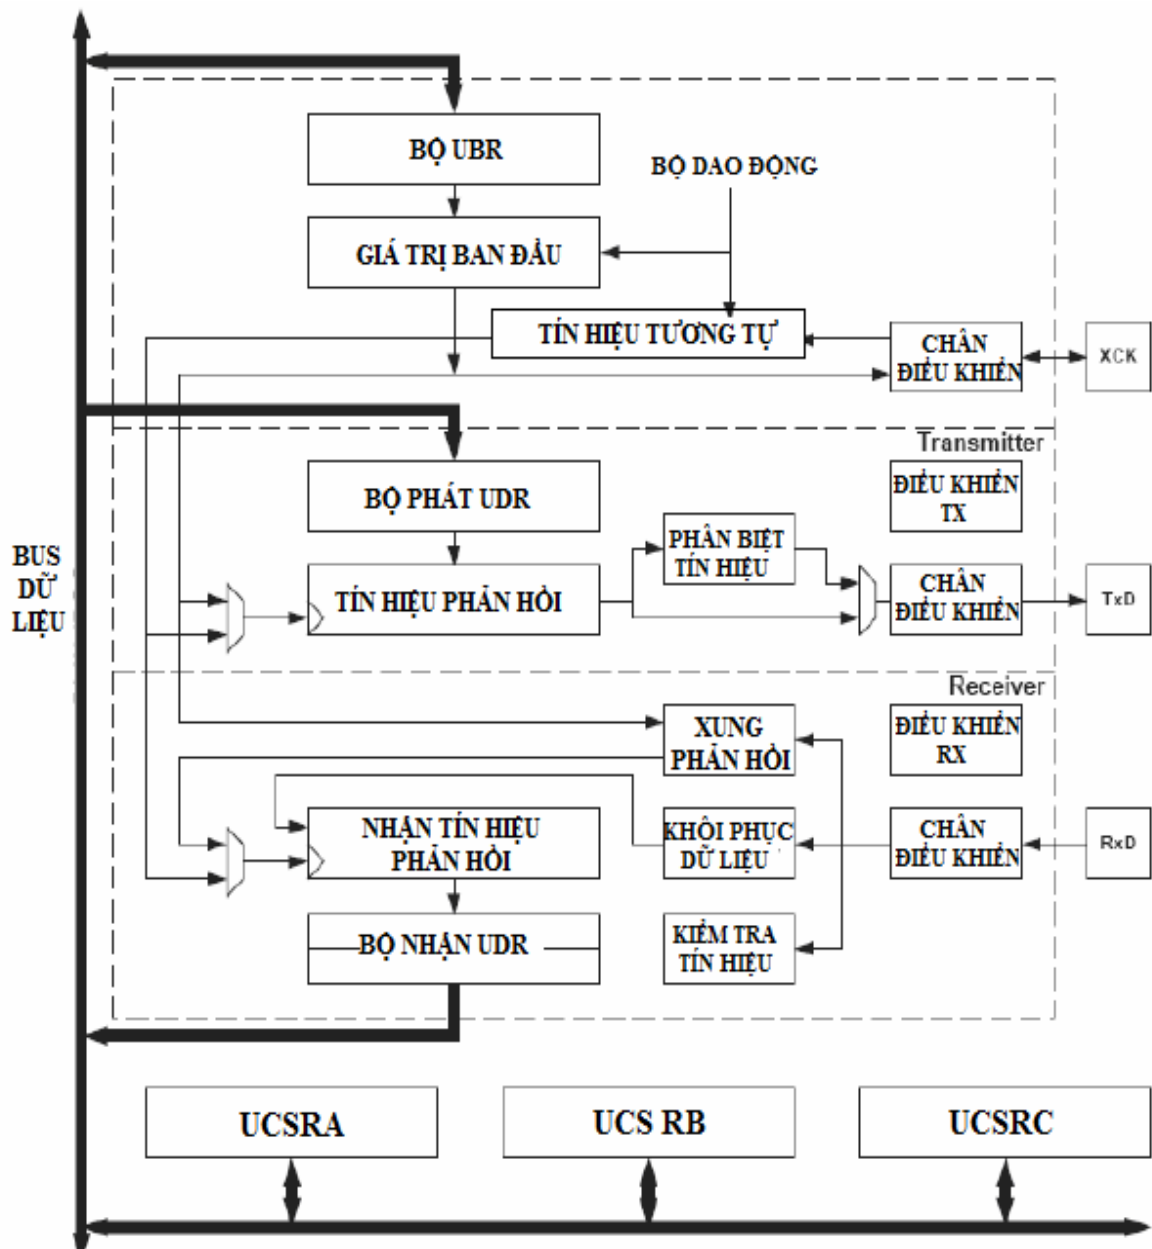 BỘ UBR
BỘ DAO ĐỘNG
GIÁ TRỊ BAN ĐẦU
TÍN HIỆU TƯƠNG TỰ
CHÂN
ĐIỀU KHIỂN
XCK
Transmitter
BỘ PHÁT UDR
ĐIỀU KHIỂN
TX
BUS
DỮ
LIỆU
PHÂN BIỆT
TÍN HIỆU
TÍN HIỆU PHẢN HỒI
CHÂN
ĐIỀU KHIỂN
TxD
Receiver
XUNG
PHẢN HỒI
ĐIỀU KHIỂN
RX
NHẬN TÍN HIỆU
PHẢN HỒI
KHÔI PHỤC
DỮ LIỆU
CHÂN
ĐIỀU KHIỂN
RxD
BỘ NHẬN UDR
KIỂM TRA
TÍN HIỆU
UCSRA
UCS RB
UCSRC